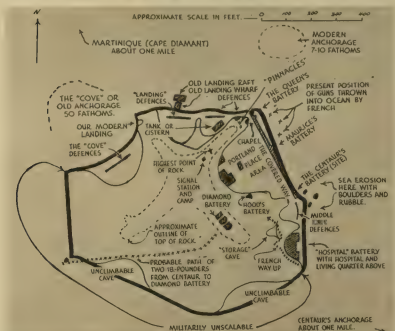 APPROXIMATE SCALE IN FEET.
0
100
200
300
400
N
MARTINIQUE (CAPE DIAMANT)
ABOUT ONE MILE
MODERN
ANCHORAGE
7-10 FATHOMS.
"PINNACLES"
OLD LANDING RAFT
OLD LANDING WHARF
DEFENCES
"LANDING"
DEFENCES
THE QUEEN'S
BATTERY
PRESENT POSITION
OF GUNS THROWN
INTO OCEAN BY
FRENCH
THE "COVE" OR
OLD ANCHORAGE
50 FATHOMS.
TANK OR
CISTERN
MAURICE'S
BATTERY
OUR MODERN
LANDING
CHAPEL
THE "COVE"
DEFENCES
PORTLAND
PLACE
AREA
THE COVERED WAY
HIGHEST POINT
OF ROCK
THE CENTAUR'S
BATTERY (SITE)
SIGNAL
STATION
AND CAMP
SEA EROSION
HERE WITH
BOULDERS AND
RUBBLE.
DIAMOND
BATTERY
HOOD'S
BATTERY
MIDDLE
DEFENCES
APPROXIMATE
OUTLINE OF
TOP OF ROCK
"STORAGE"
CAVE
FRENCH
WAY UP
"HOSPITAL" BATTERY
WITH HOSPITAL AND
LIVING QUARTER ABOVE
PROBABLE PATH OF
TWO 18-POUNDERS
FROM CENTAUR TO
DIAMOND BATTERY
UNCLIMBABLE
CAVE
UNCLIMBABLE
CAVE
MILITARILY UNSCALABLE
CENTAUR'S ANCHORAGE
ABOUT ONE MILE.